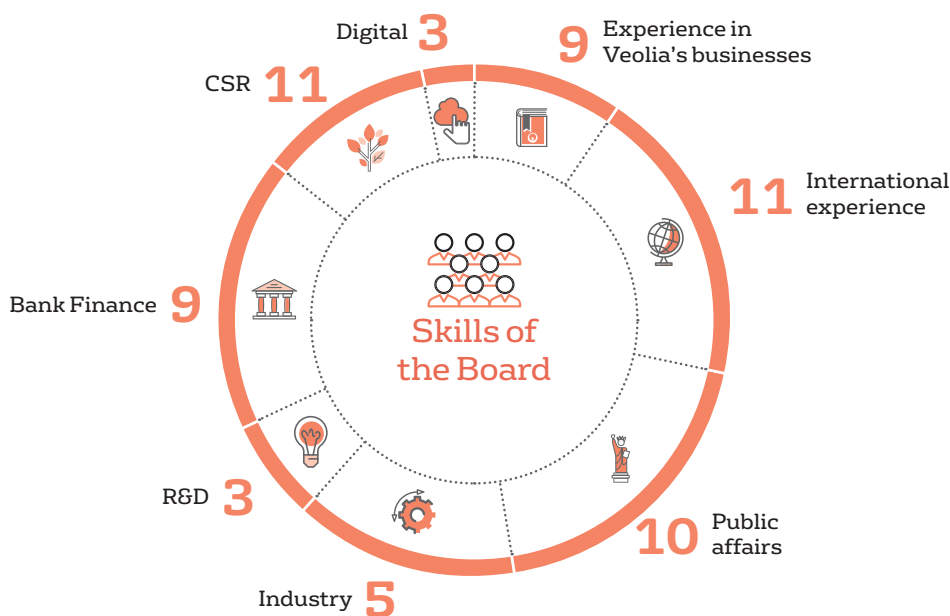 Digital 3
9 Experience in
Veolia's businesses
CSR 11
11 International
experience
Bank Finance 9
Skills of
the Board
R&D 3
10 Public
affairs
Industry 5